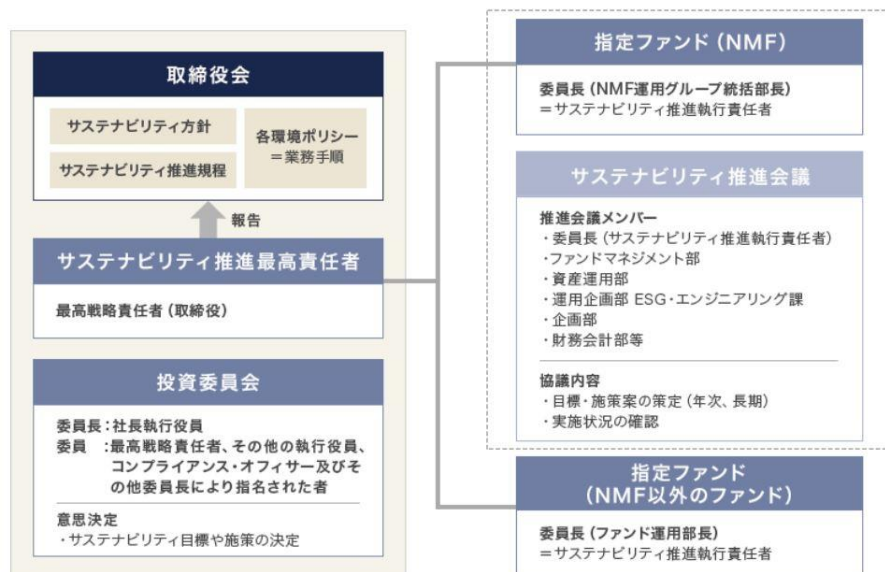 取締役会
サステナビリティ方針
サステナビリティ推進規程
各環境ポリシー
＝業務手順
報告
サステナビリティ推進最高責任者
最高戦略責任者（取締役）
投資委員会
委員長：社長執行役員
委員　：最高戦略責任者、その他の執行役員、
コンプライアンス・オフィサー及びそ
の他委員長により指名された者
意思決定
・サステナビリティ目標や施策の決定
指定ファンド（NMF）
委員長（NMF運用グループ統括部長）
＝サステナビリティ推進執行責任者
サステナビリティ推進会議
推進会議メンバー
・委員長（サステナビリティ推進執行責任者）
・ファンドマネジメント部
・資産運用部
・運用企画部 ESG・エンジニアリング課
・企画部
・財務会計部等
協議内容
・目標・施策案の策定（年次、長期）
・実施状況の確認
指定ファンド
（NMF以外のファンド）
委員長（ファンド運用部長）
＝サステナビリティ推進執行責任者